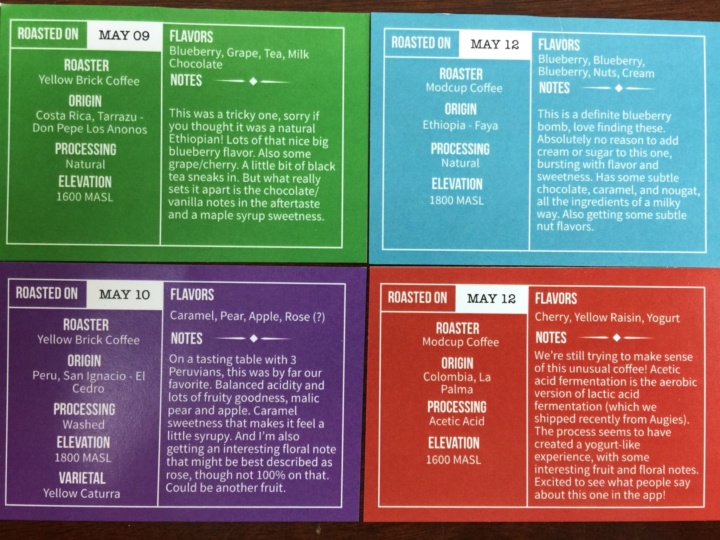 ROASTED ON MAY 09
ROASTER
Yellow Brick Coffee
ORIGIN
Costa Rica, Tarrazu -
Don Pepe Los Anonos
PROCESSING
Natural
ELEVATION
1600 MASL
FLAVORS
Blueberry, Grape, Tea, Milk
Chocolate
NOTES
This was a tricky one, sorry if
you thought it was a natural
Ethiopian! Lots of that nice big
blueberry flavor. Also some
grape/cherry. A little bit of black
tea sneaks in. But what really
sets it apart is the chocolate/
vanilla notes in the aftertaste
and a maple syrup sweetness.
ROASTED ON MAY 12
ROASTER
Modcup Coffee
ORIGIN
Ethiopia - Faya
PROCESSING
Natural
ELEVATION
1800 MASL
FLAVORS
Blueberry, Blueberry,
Blueberry, Nuts, Cream
NOTES
This is a definite blueberry
bomb, love finding these.
Absolutely no reason to add
cream or sugar to this one,
bursting with flavor and
sweetness. Has some subtle
chocolate, caramel, and nougat,
all the ingredients of a milky
way. Also getting some subtle
nut flavors.
ROASTED ON MAY 10
ROASTER
Yellow Brick Coffee
ORIGIN
Peru, San Ignacio - El
Cedro
PROCESSING
Washed
ELEVATION
1800 MASL
VARIETAL
Yellow Caturra
FLAVORS
Caramel, Pear, Apple, Rose (?)
NOTES
On a tasting table with 3
Peruvians, this was by far our
favorite. Balanced acidity and
lots of fruity goodness, malic
pear and apple. Caramel
sweetness that makes it feel a
little syrupy. And I'm also
getting an interesting floral note
that might be best described as
rose, though not 100% on that.
Could be another fruit.
ROASTED ON MAY 12
ROASTER
Modcup Coffee
ORIGIN
Colombia, La
Palma
PROCESSING
Acetic Acid
ELEVATION
1600 MASL
FLAVORS
Cherry, Yellow Raisin, Yogurt
NOTES
We're still trying to make sense
of this unusual coffee! Acetic
acid fermentation is the aerobic
version of lactic acid
fermentation (which we
shipped recently from Augies).
The process seems to have
created a yogurt-like
experience, with some
interesting fruit and floral notes.
Excited to see what people say
about this one in the app!